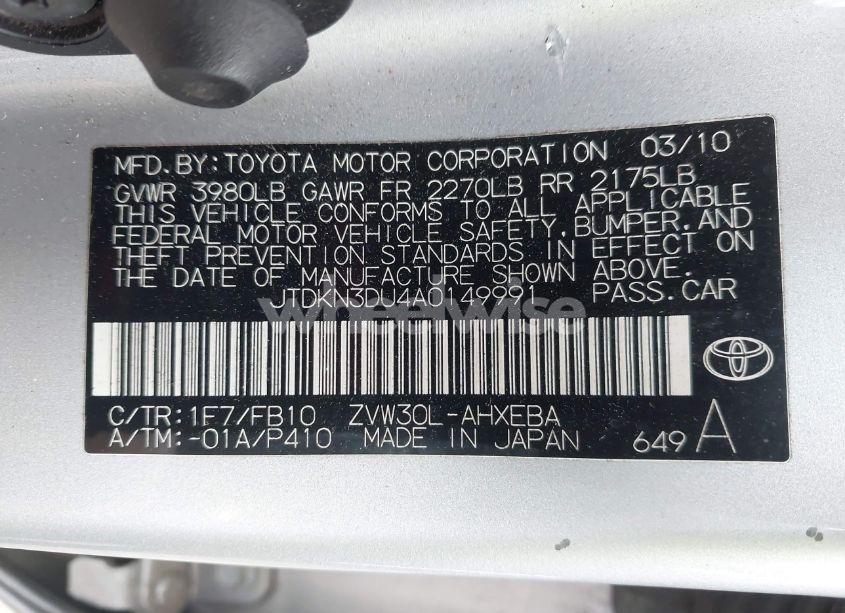 MFD. BY: TOYOTA MOTOR CORPORATION 03/10
GVWR 3980LB GAWR FR 2270LB RR 2175LB
THIS VEHICLE CONFORMS TO ALL APPLICABLE
FEDERAL MOTOR VEHICLE SAFETY, BUMPER, AND
THEFT PREVENTION STANDARDS IN EFFECT ON
THE DATE OF MANUFACTURE SHOWN ABOVE.
JTDKN3DU4A0149991 PASS. CAR
wheelwise
C/TR: 1F7/FB10 ZVW30L-AHXEBA
A/TM: -01A/P410 MADE IN JAPAN
649 A